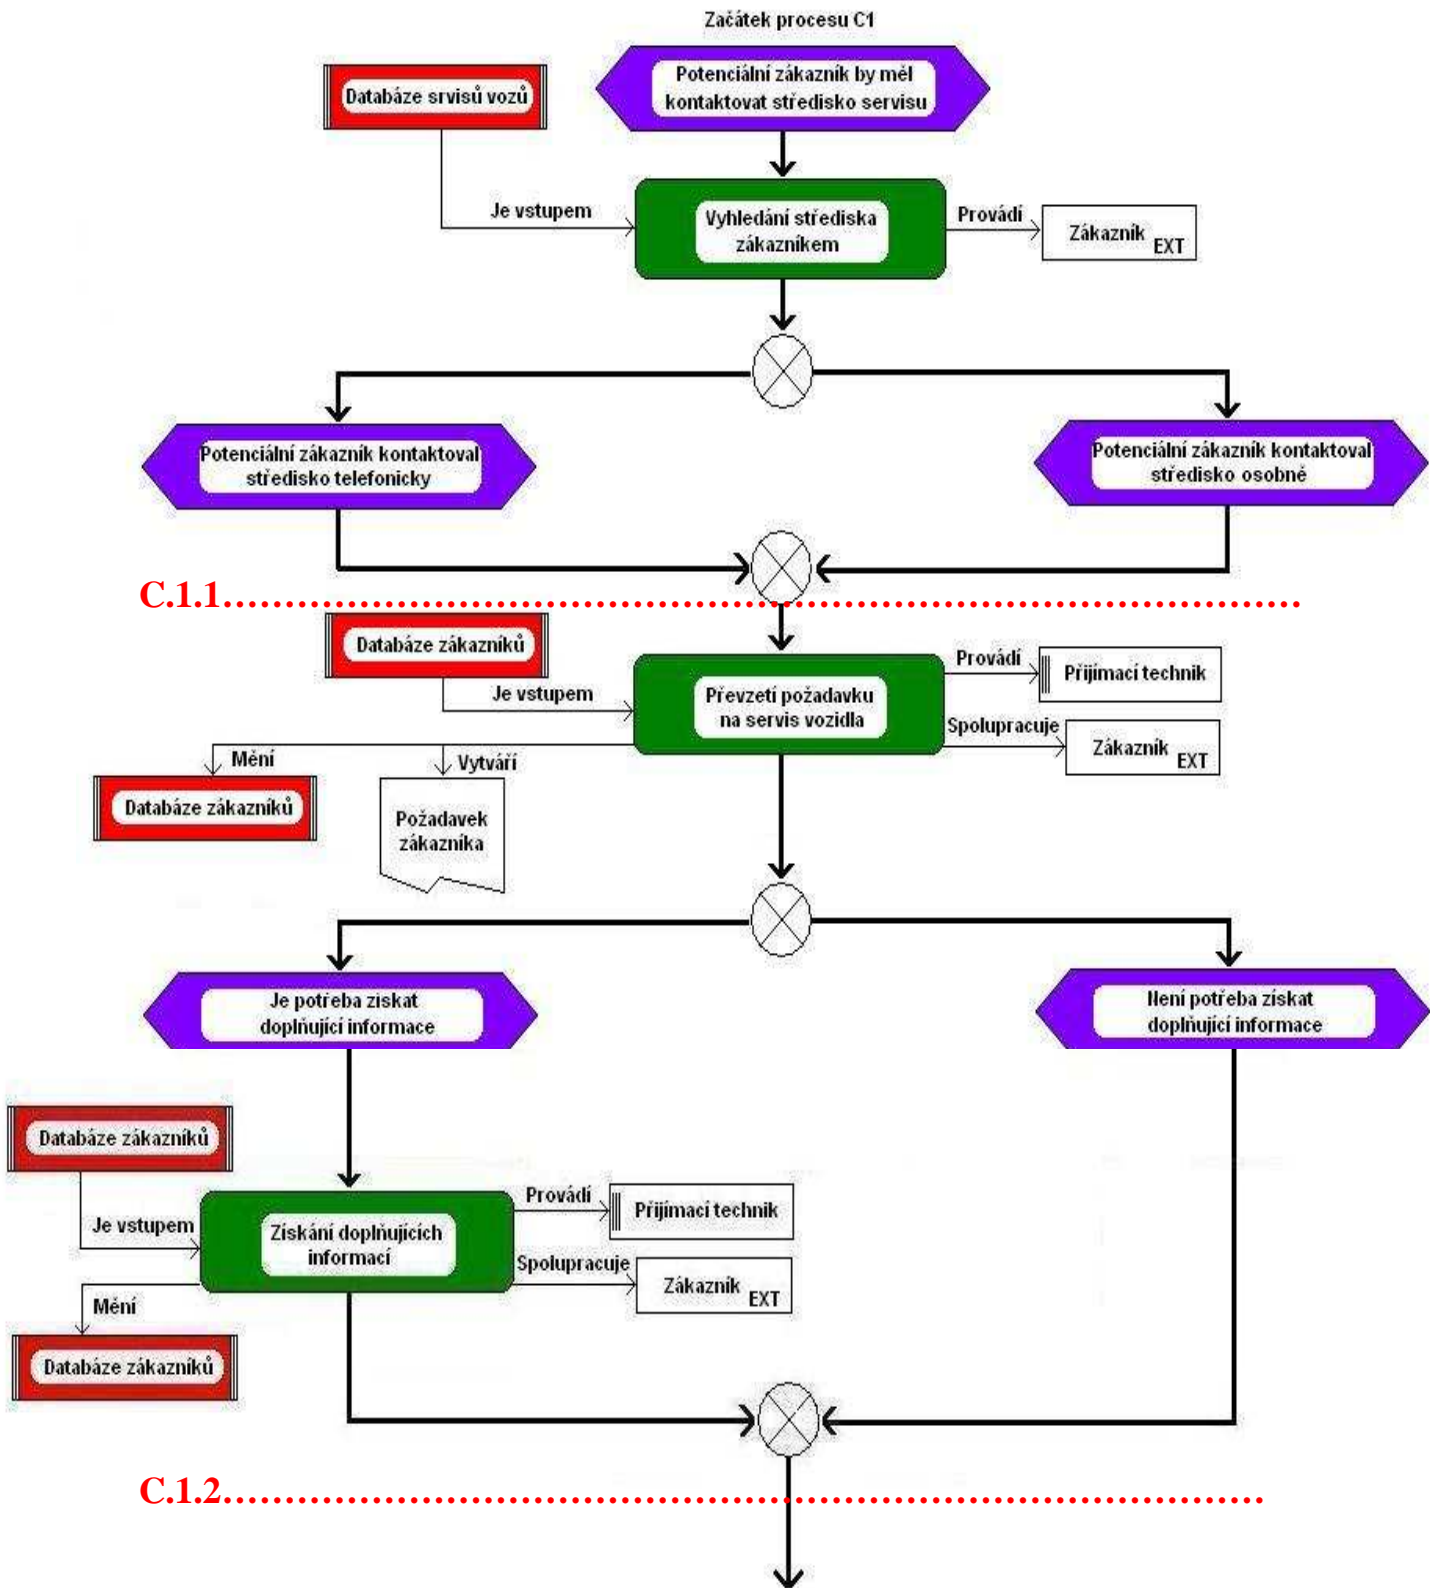 Začátek procesu C1
Potenciální zákazník by měl
kontaktovat středisko servisu
Databáze srvisů vozů
Je vstupem
Vyhledání střediska
zákazníkem
Provádí
Zákazník
EXT
Potenciální zákazník kontaktoval
středisko telefonicky
Potenciální zákazník kontaktoval
středisko osobně
C.1.1
Databáze zákazníků
Je vstupem
Převzetí požadavku
na servis vozidla
Provádí
Přijímací technik
Spolupracuje
Zákazník
EXT
Mění
Vytváří
Databáze zákazníků
Požadavek
zákazníka
Je potřeba získat
doplňující informace
Není potřeba získat
doplňující informace
Databáze zákazníků
Je vstupem
Získání doplňujících
informací
Provádí
Přijímací technik
Spolupracuje
Zákazník
EXT
Mění
Databáze zákazníků
C.1.2